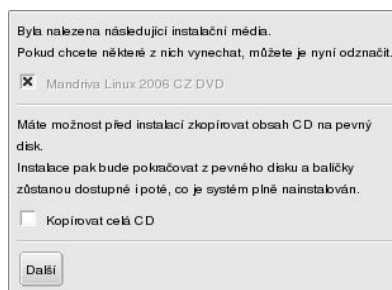 Byla nalezena následující instalační média.
Pokud chcete některé z nich vynechat, můžete je nyní odznačit.
Mandriva Linux 2006 CZ DVD
Máte možnost před instalací zkopírovat obsah CD na pevný
disk.
Instalace pak bude pokračovat z pevného disku a balíčky
zůstanou dostupné i poté, co je systém plně nainstalován.
Kopírovat celá CD
Další